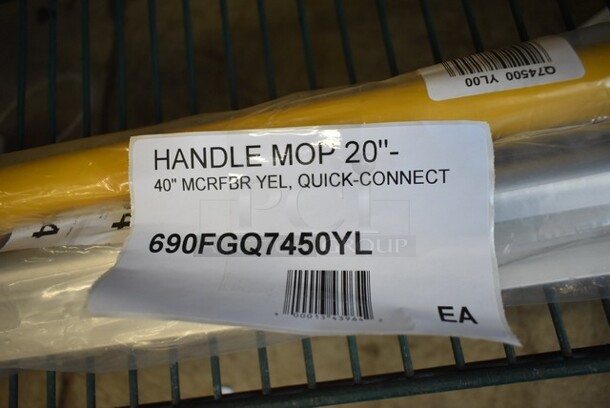 Q74500 YL00
HANDLE MOP 20"-
40" MCRFBR YEL, QUICK-CONNECT
690FGQ7450YL
EA